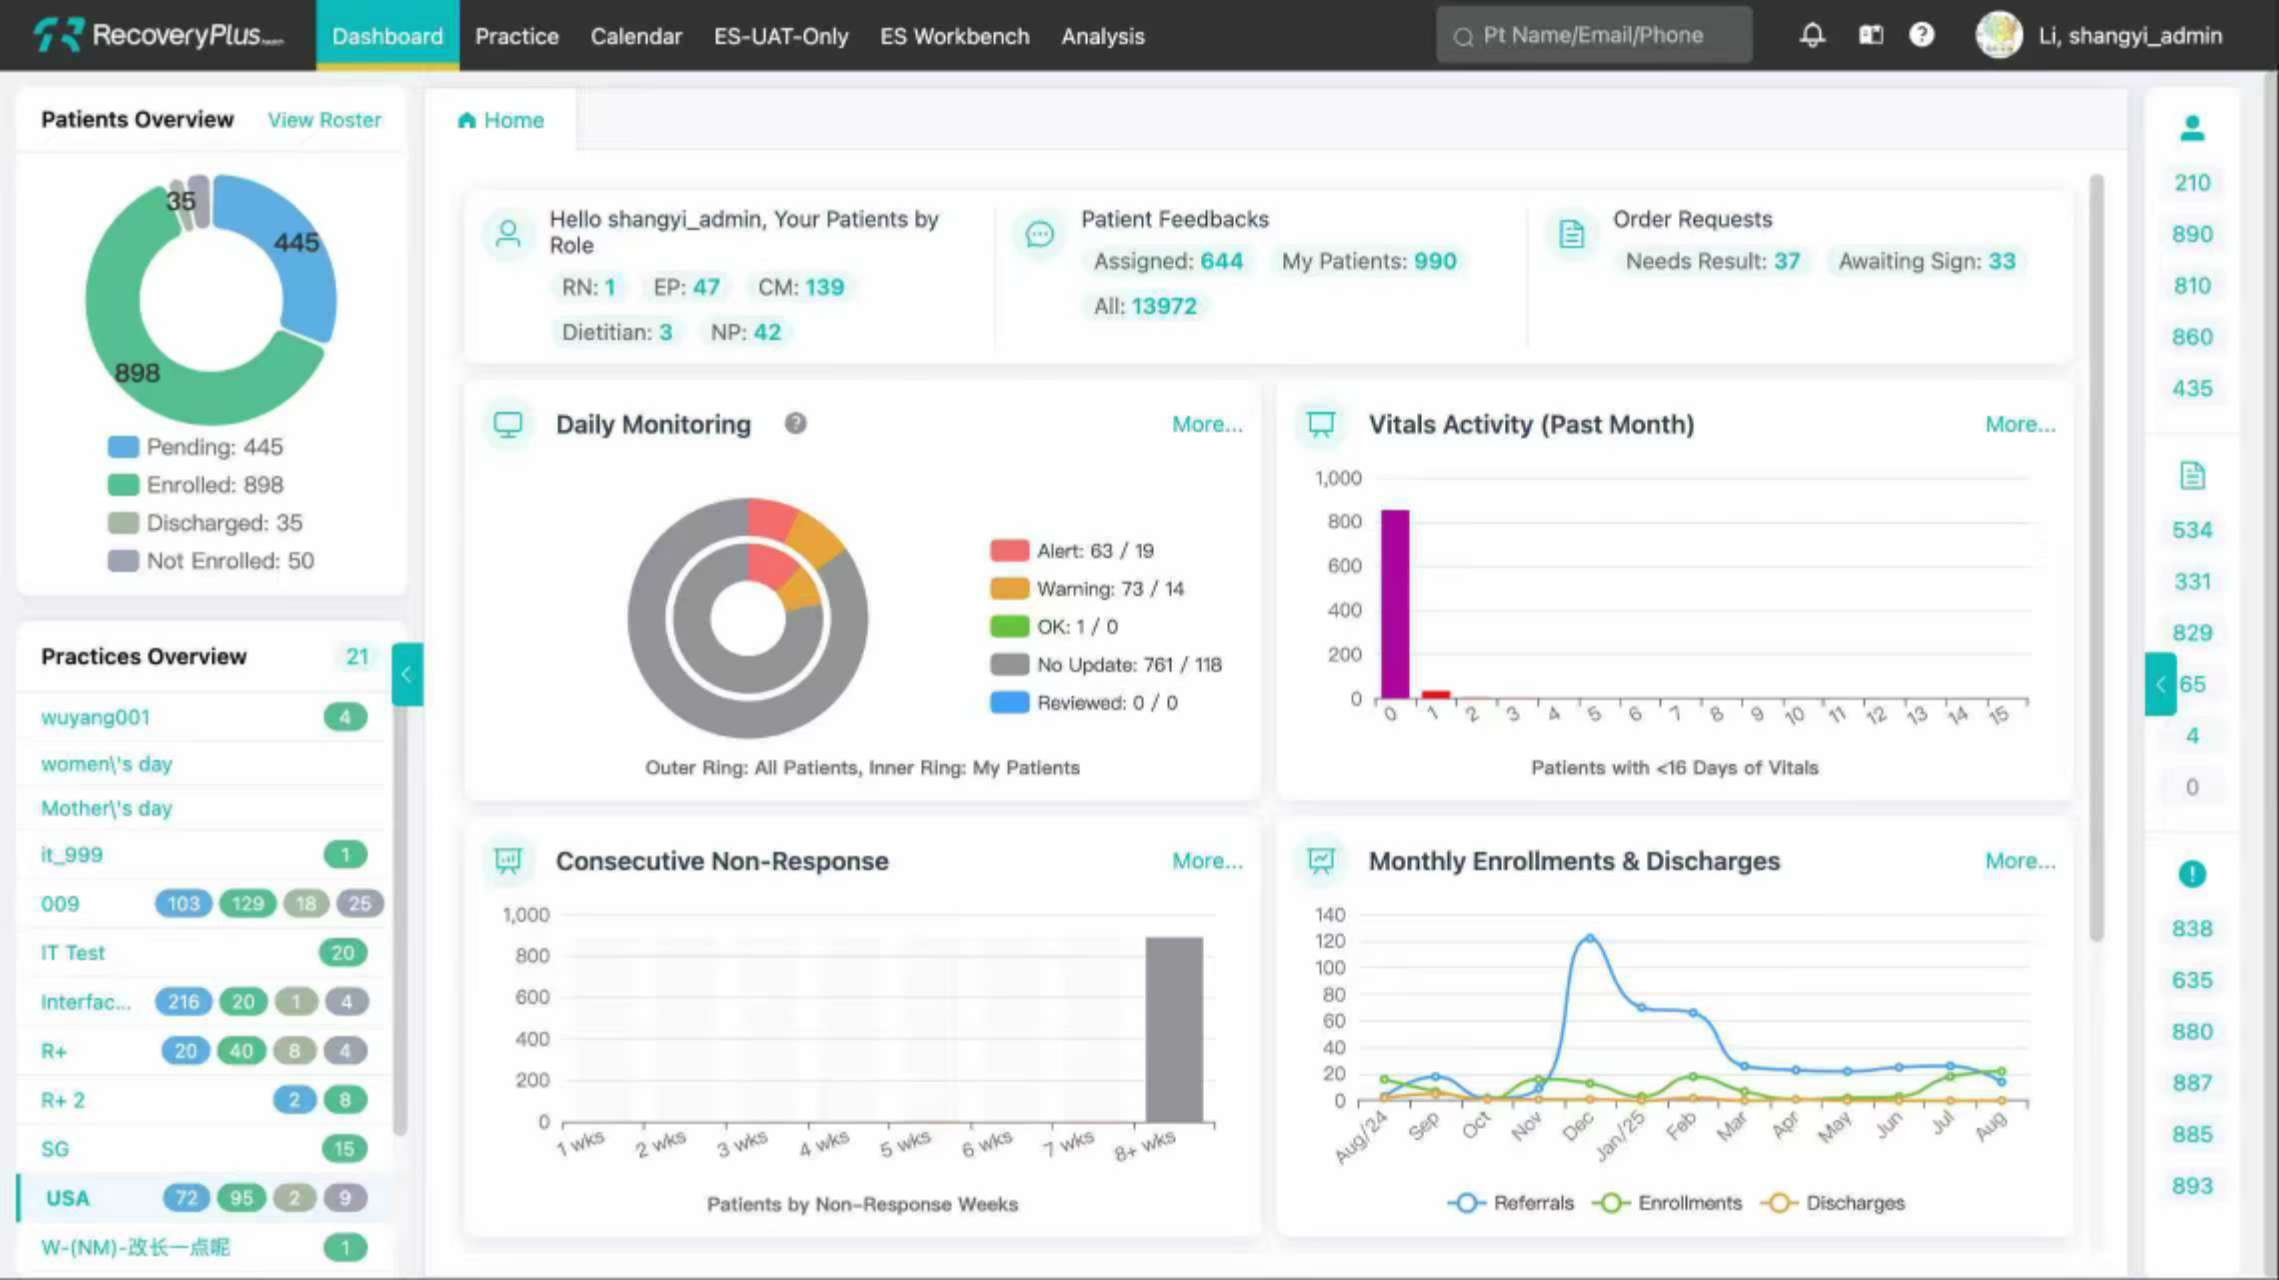 RecoveryPlus
Dashboard
Practice
Calendar
ES-UAT-Only
ES Workbench
Analysis
Pt Name/Email/Phone
Li, shangyi_admin
Patients Overview
View Roster
35
445
898
Pending: 445
Enrolled: 898
Discharged: 35
Not Enrolled: 50
Practices Overview 21
wuyang001 4
women\'s day
Mother\'s day
it_999 1
009 103 129 18 25
IT Test 20
Interfac... 216 20 1 4
R+ 20 40 8 4
R+ 2 2 8
SG 15
USA 72 95 2 9
W-(NM)-改长一点呢 1
Home
Hello shangyi_admin, Your Patients by
Role
RN: 1 EP: 47 CM: 139
Dietitian: 3 NP: 42
Patient Feedbacks
Assigned: 644 My Patients: 990
All: 13972
Order Requests
Needs Result: 37 Awaiting Sign: 33
Daily Monitoring ?
More...
Alert: 63 / 19
Warning: 73 / 14
OK: 1 / 0
No Update: 761 / 118
Reviewed: 0 / 0
Outer Ring: All Patients, Inner Ring: My Patients
Vitals Activity (Past Month)
More...
1,000
800
600
400
200
0
0 1 2 3 4 5 6 7 8 9 10 11 12 13 14 15
Patients with <16 Days of Vitals
Consecutive Non-Response
More...
1,000
800
600
400
200
0
1 wks 2 wks 3 wks 4 wks 5 wks 6 wks 7 wks 8+ wks
Patients by Non-Response Weeks
Monthly Enrollments & Discharges
More...
140
120
100
80
60
40
20
0
Aug/24 Sep Oct Nov Dec Jan/25 Feb Mar Apr May Jun Jul Aug
Referrals Enrollments Discharges
210
890
810
860
435
534
331
829
65
4
0
838
635
880
887
885
893